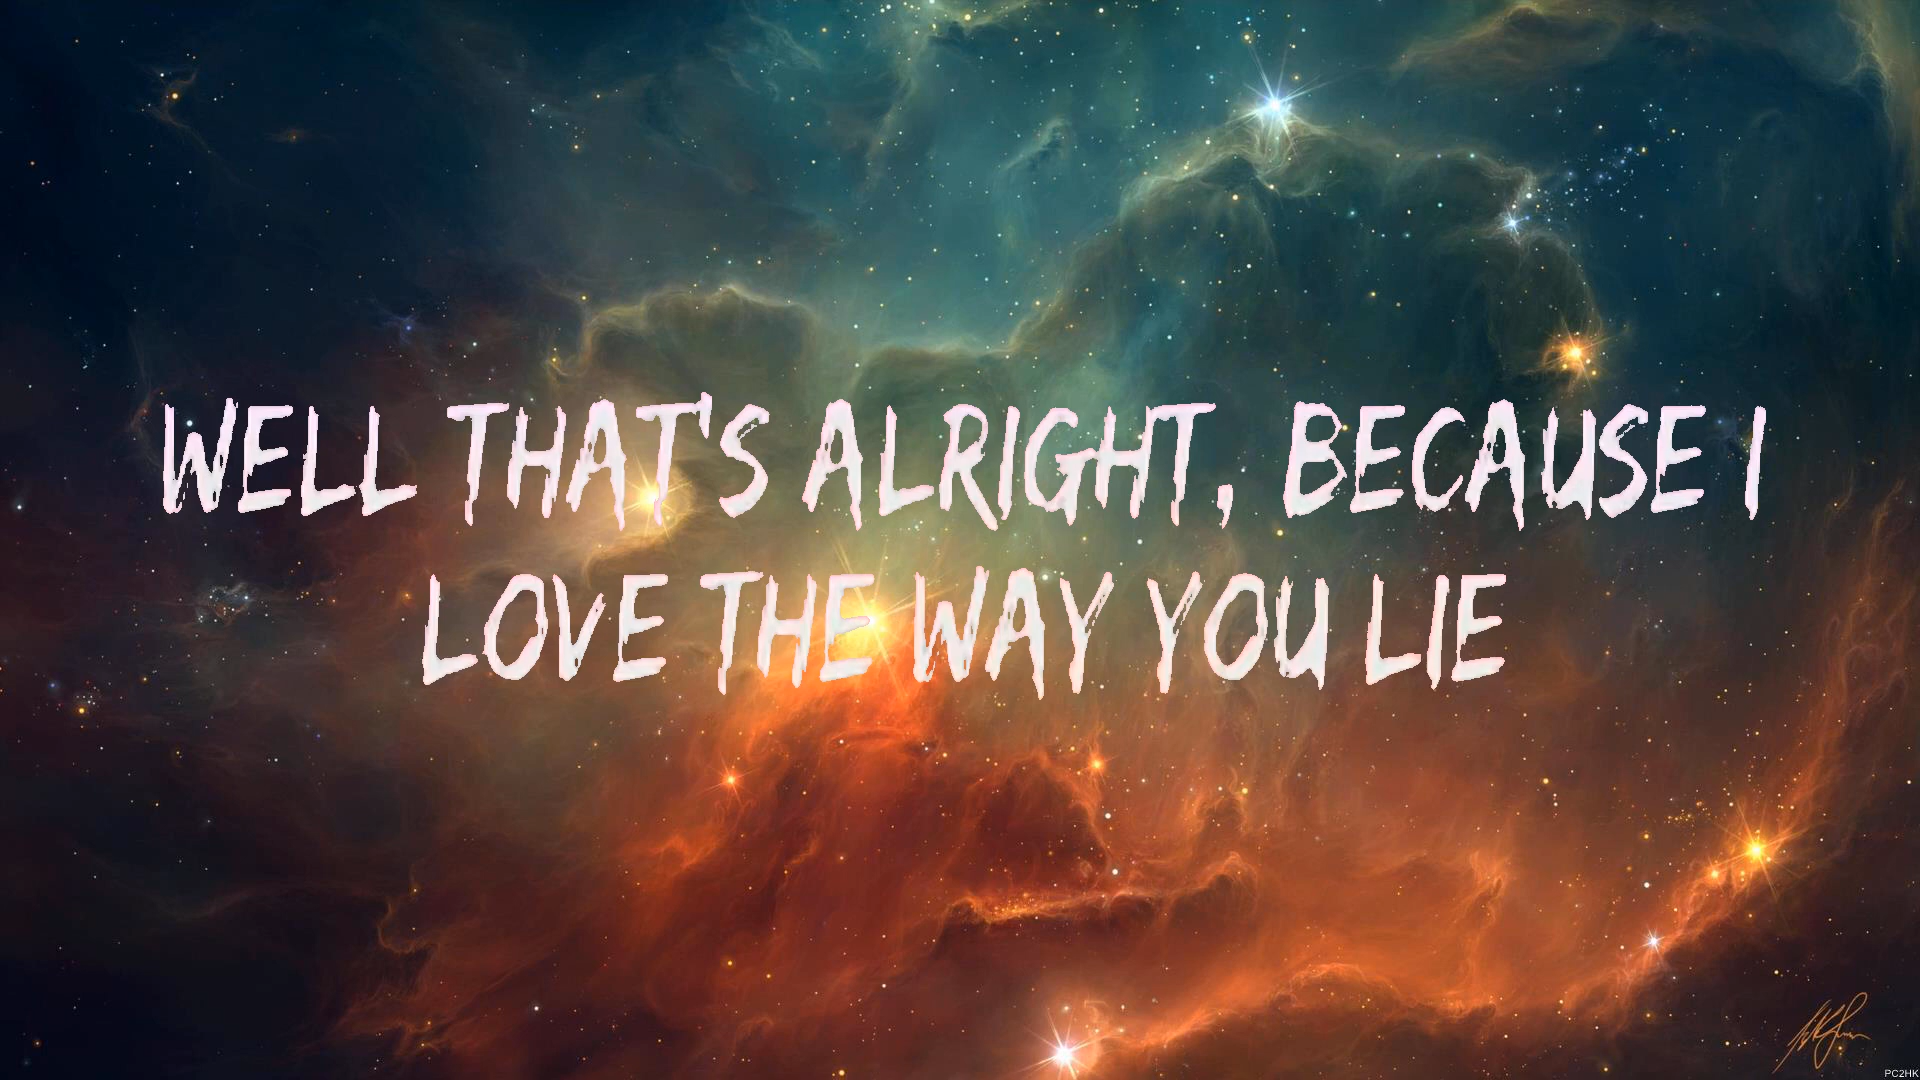 WELL THAT'S ALRIGHT, BECAUSE I
LOVE THE WAY YOU LIE
PC2HK